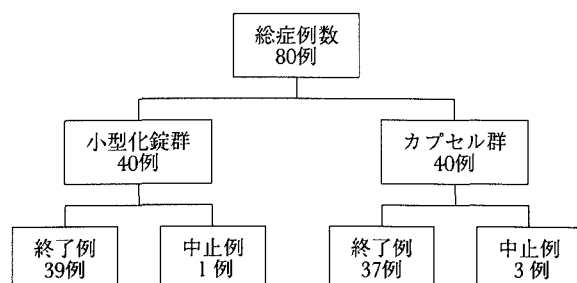 総症例数
80例
小型化錠群
40例
カプセル群
40例
終了例
39例
中止例
1例
終了例
37例
中止例
3例